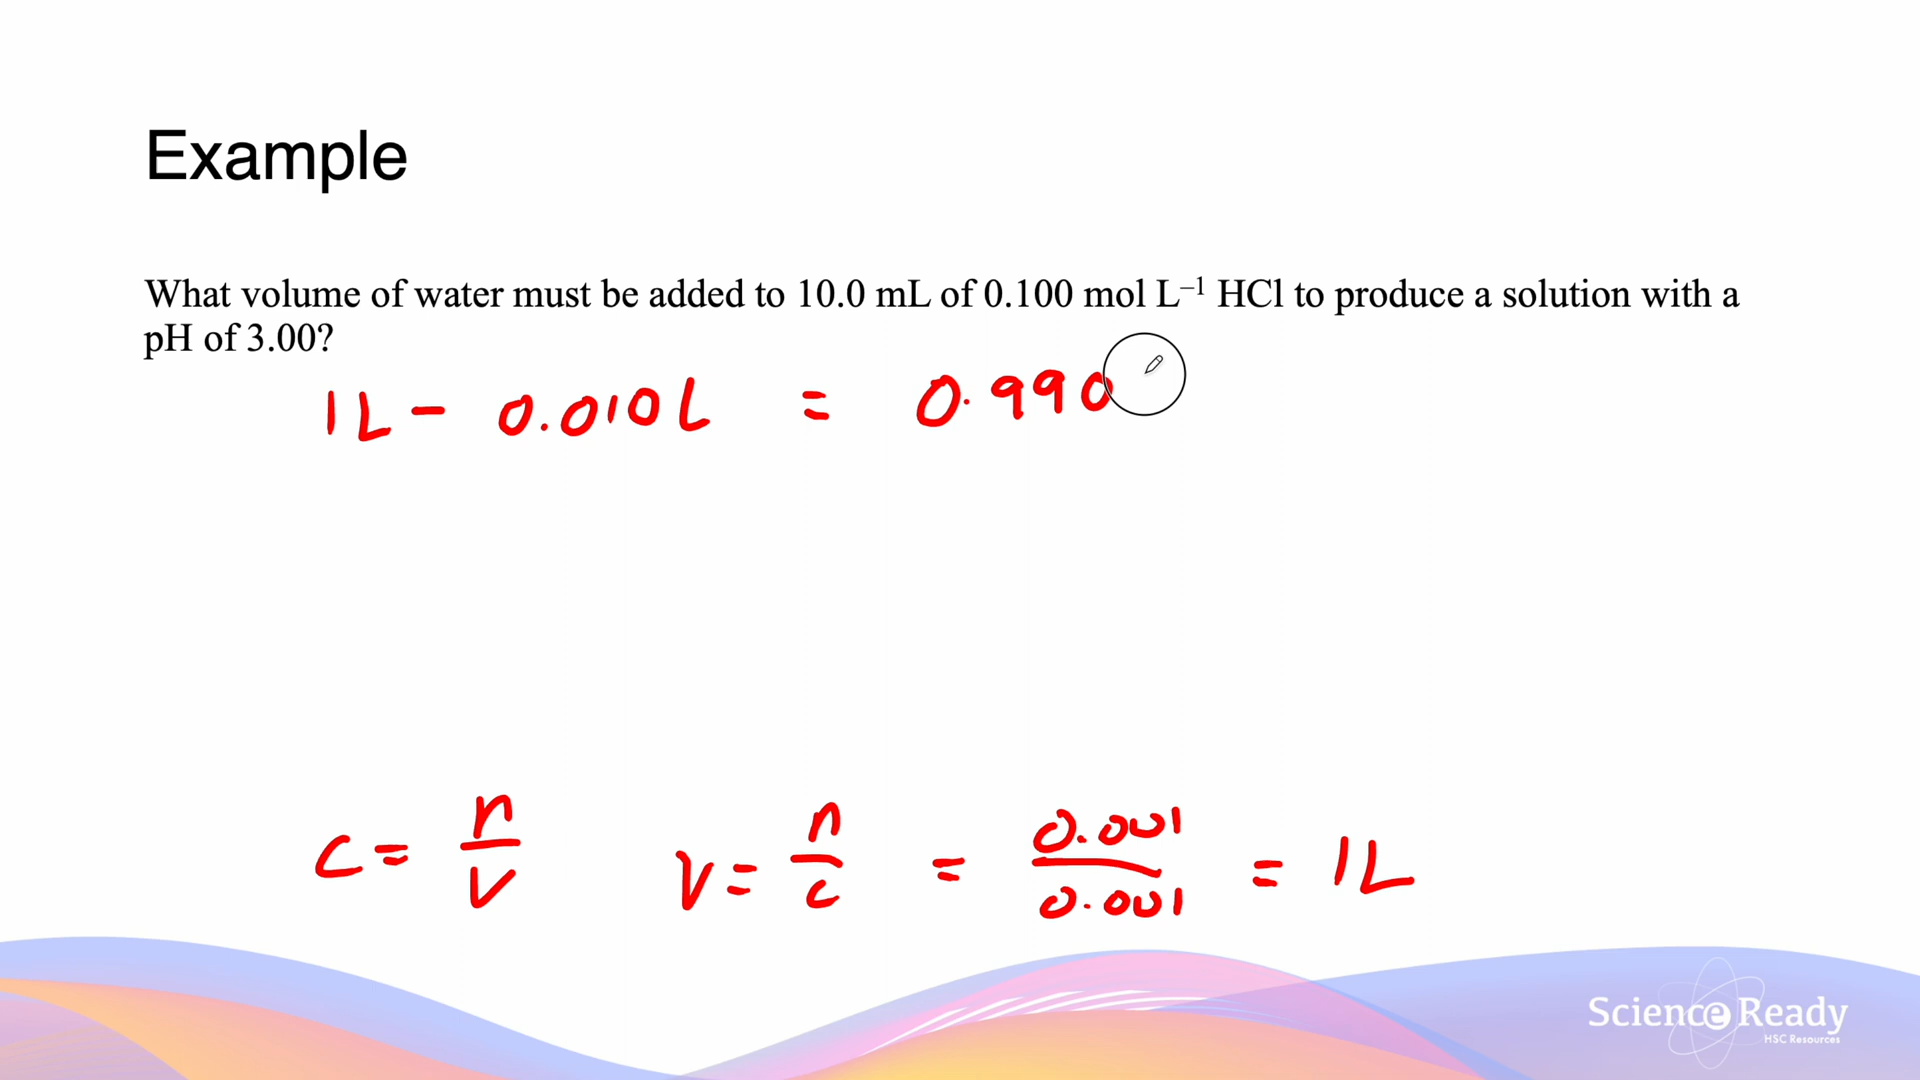 Example
What volume of water must be added to 10.0 mL of 0.100 mol L⁻¹ HCl to produce a solution with a
pH of 3.00?
1L - 0.010L = 0.990
c = n/V V = n/c = 0.001/0.001 = 1L
Science Ready
HSC Resources